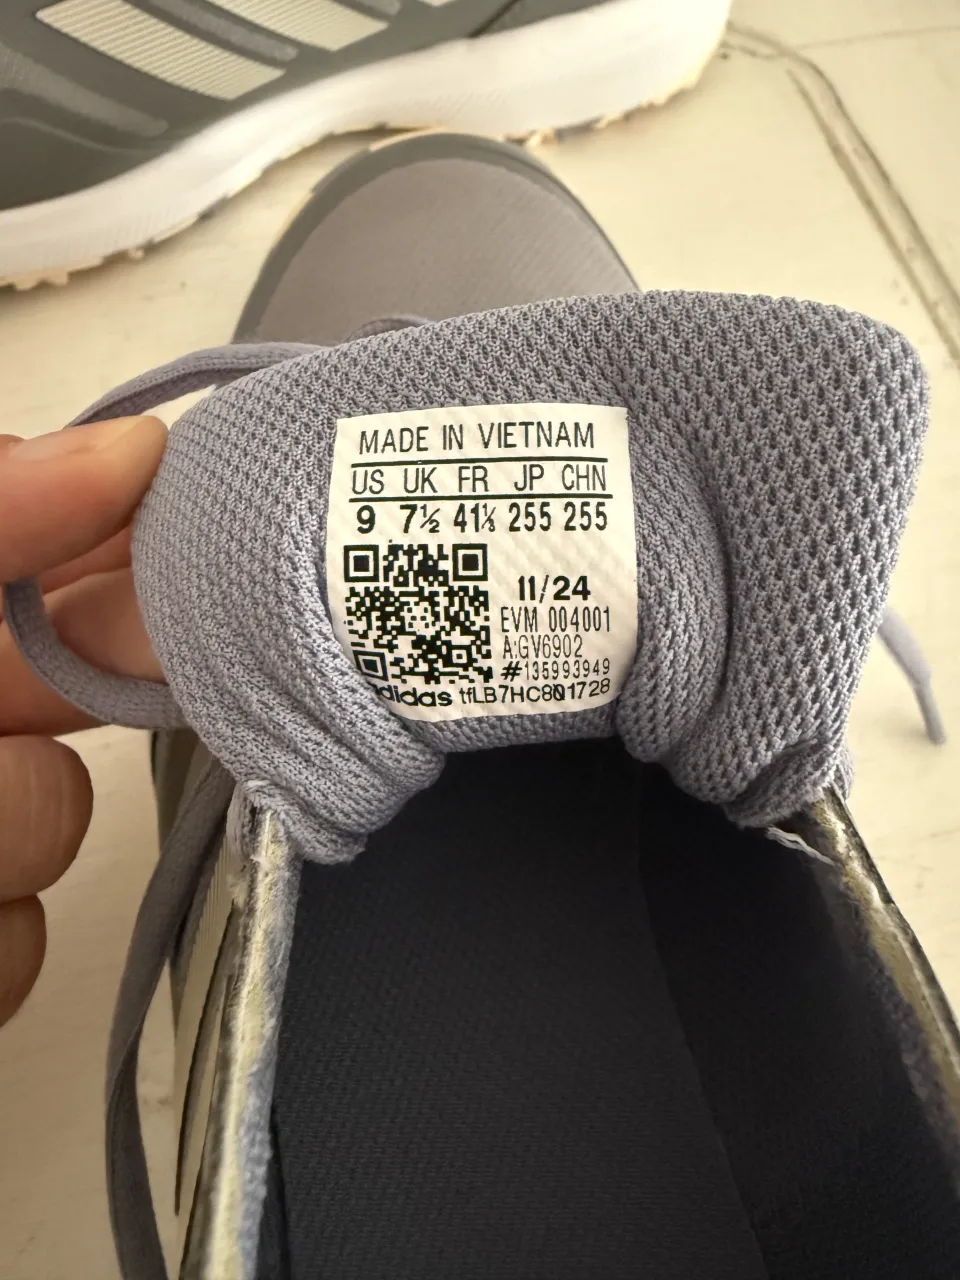 MADE IN VIETNAM
US UK FR JP CHN
9 7½ 41⅓ 255 255
11/24
EVM 004001
A:GV6902
#135993949
adidas tfLB7HC801728